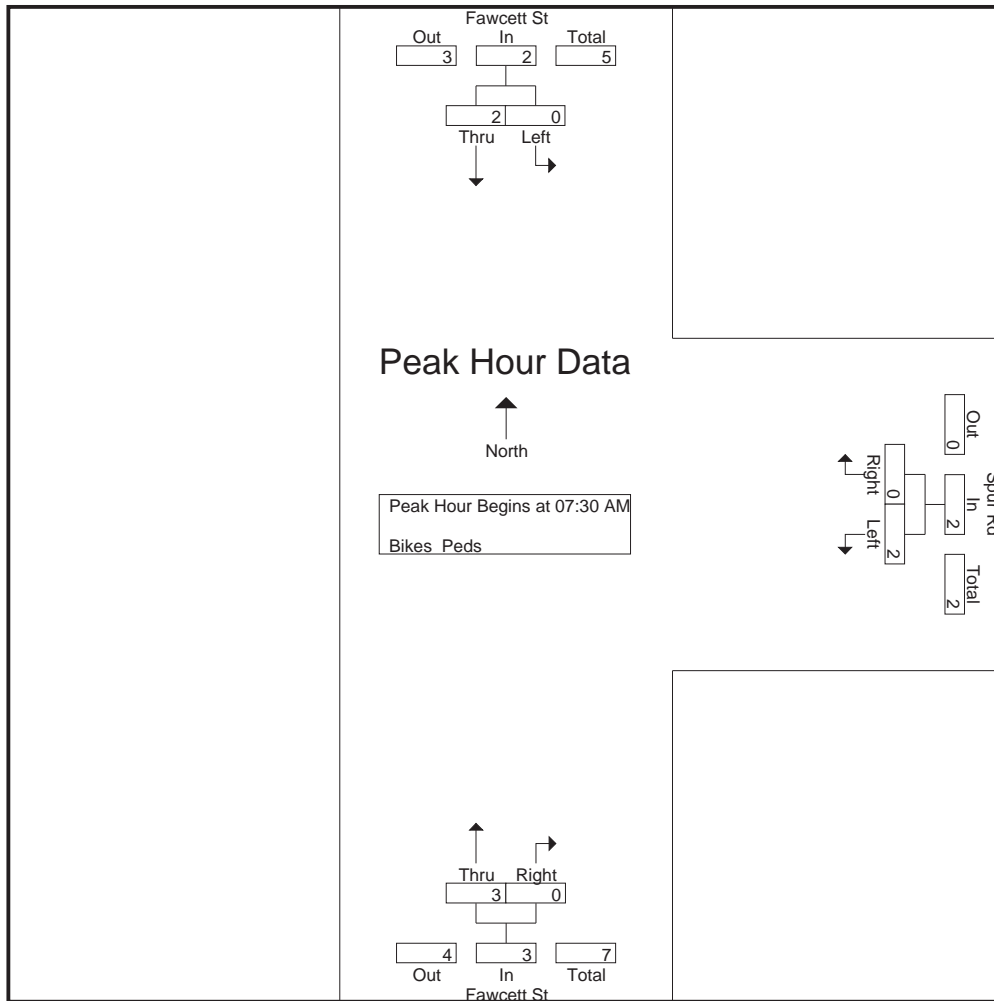 Fawcett St
Out In Total
3 2 5
2 0
Thru Left
Peak Hour Data
North
Peak Hour Begins at 07:30 AM
Bikes Peds
Out
0
Right
0
In
2
Left
2
Total
2
Thru Right
3 0
4 3 7
Out In Total
Fawcett St